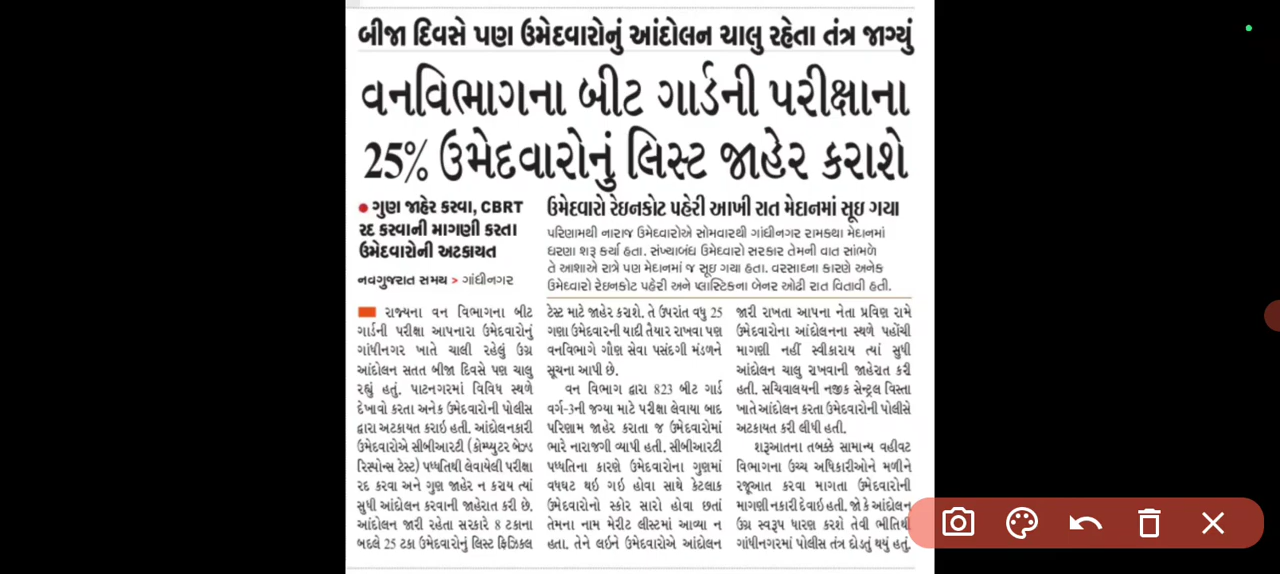 બીજા દિવસે પણ ઉમેદવારોનું આંદોલન ચાલુ રહેતા તંત્ર જાગ્યું
વનવિભાગના બીટ ગાર્ડની પરીક્ષાના
25% ઉમેદવારોનું લિસ્ટ જાહેર કરાશે
● ગુણ જાહેર કરવા, CBRT
રદ કરવાની માગણી કરતા
ઉમેદવારોની અટકાયત
નવગુજરાત સમય > ગાંધીનગર
ઉમેદવારો રેઇનકોટ પહેરી આખી રાત મેદાનમાં સૂઇ ગયા
પરિણામથી નારાજ ઉમેદવારોએ સોમવારથી ગાંધીનગર રામકથા મેદાનમાં
ધરણા શરૂ કર્યા હતા. સંખ્યાબંધ ઉમેદવારો સરકાર તેમની વાત સાંભળે
તે આશાએ રાત્રે પણ મેદાનમાં જ સૂઇ ગયા હતા. વરસાદના કારણે અનેક
ઉમેદવારો રેઇનકોટ પહેરી અને પ્લાસ્ટિકના બેનર ઓઢી રાત વિતાવી હતી.
રાજ્યના વન વિભાગના બીટ
ગાર્ડની પરીક્ષા આપનારા ઉમેદવારોનું
ગાંધીનગર ખાતે ચાલી રહેલું ઉગ્ર
આંદોલન સતત બીજા દિવસે પણ ચાલુ
રહ્યું હતું. પાટનગરમાં વિવિધ સ્થળે
દેખાવો કરતા અનેક ઉમેદવારોની પોલીસ
દ્વારા અટકાયત કરાઇ હતી. આંદોલનકારી
ઉમેદવારોએ સીબીઆરટી (કોમ્પ્યુટર બેઝ્ડ
રિસ્પોન્સ ટેસ્ટ) પધ્ધતિથી લેવાયેલી પરીક્ષા
રદ કરવા અને ગુણ જાહેર ન કરાય ત્યાં
સુધી આંદોલન કરવાની જાહેરાત કરી છે.
આંદોલન જારી રહેતા સરકારે 8 ટકાના
બદલે 25 ટકા ઉમેદવારોનું લિસ્ટ ફિઝિકલ
ટેસ્ટ માટે જાહેર કરાશે. તે ઉપરાંત વધુ 25
ગણા ઉમેદવારની યાદી તૈયાર રાખવા પણ
વનવિભાગે ગૌણ સેવા પસંદગી મંડળને
સૂચના આપી છે.
વન વિભાગ દ્વારા 823 બીટ ગાર્ડ
વર્ગ-3ની જગ્યા માટે પરીક્ષા લેવાયા બાદ
પરિણામ જાહેર કરાતા જ ઉમેદવારોમાં
ભારે નારાજગી વ્યાપી હતી. સીબીઆરટી
પધ્ધતિના કારણે ઉમેદવારોના ગુણમાં
વધઘટ થઇ ગઇ હોવા સાથે કેટલાક
ઉમેદવારોનો સ્કોર સારો હોવા છતાં
તેમના નામ મેરીટ લીસ્ટમાં આવ્યા ન
હતા. તેને લઇને ઉમેદવારોએ આંદોલન
જારી રાખતા આપના નેતા પ્રવિણ રામે
ઉમેદવારોના આંદોલનના સ્થળે પહોંચી
માગણી નહીં સ્વીકારાય ત્યાં સુધી
આંદોલન ચાલુ રાખવાની જાહેરાત કરી
હતી. સચિવાલયની નજીક સેન્ટ્રલ વિસ્તા
ખાતે આંદોલન કરતા ઉમેદવારોની પોલીસે
અટકાયત કરી લીધી હતી.
શરૂઆતના તબક્કે સામાન્ય વહીવટ
વિભાગના ઉચ્ચ અધિકારીઓને મળીને
રજૂઆત કરવા માગતા ઉમેદવારોની
માગણી નકારી દેવાઇ હતી. જો કે આંદોલન
ઉગ્ર સ્વરૂપ ધારણ કરશે તેવી ભીતિથી
ગાંધીનગરમાં પોલીસ તંત્ર દોડતું થયું હતું.